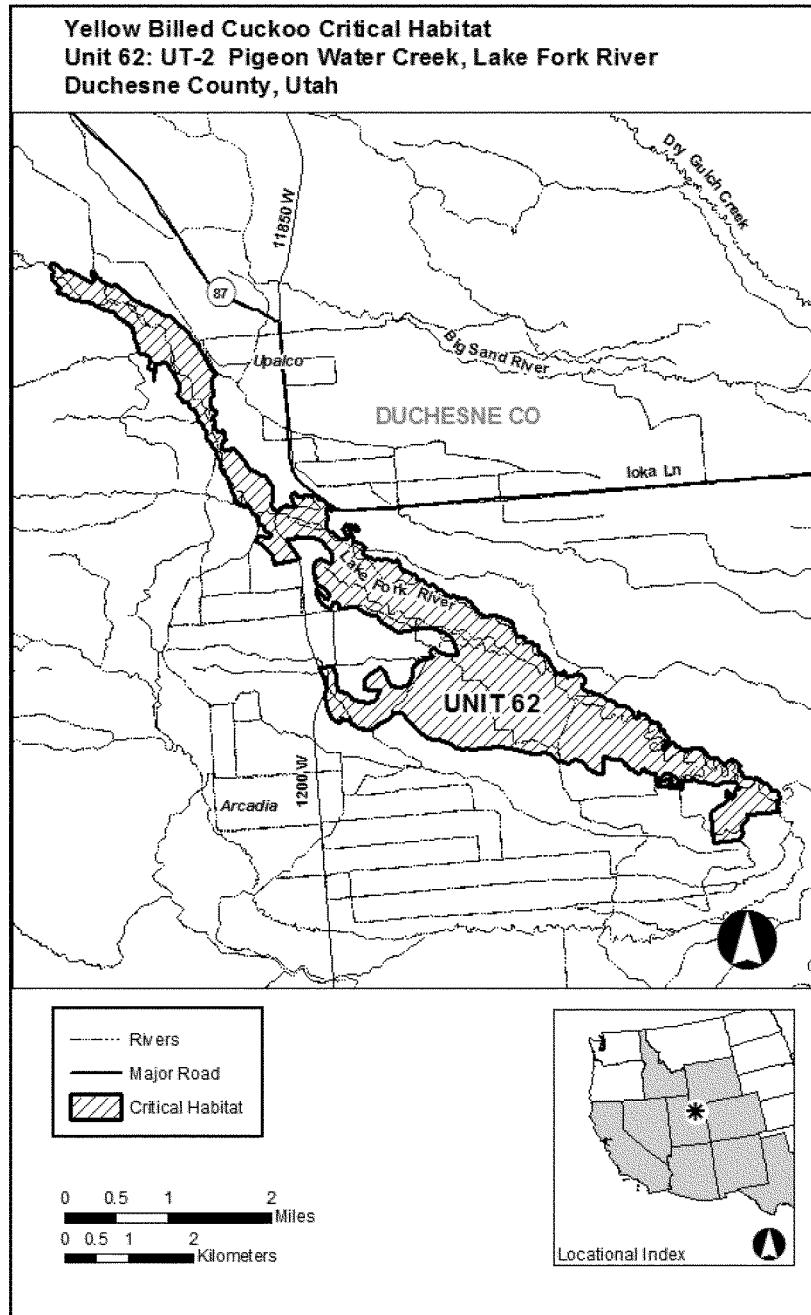 Yellow Billed Cuckoo Critical Habitat
Unit 62: UT-2 Pigeon Water Creek, Lake Fork River
Duchesne County, Utah
Dry Gulch Creek
11850 W
87
Big Sand River
Upalco
DUCHESNE CO
Ioka Ln
Lake Fork River
UNIT 62
1200 W
Arcadia
Rivers
Major Road
Critical Habitat
0 0.5 1 2
Miles
0 0.5 1 2
Kilometers
Locational Index